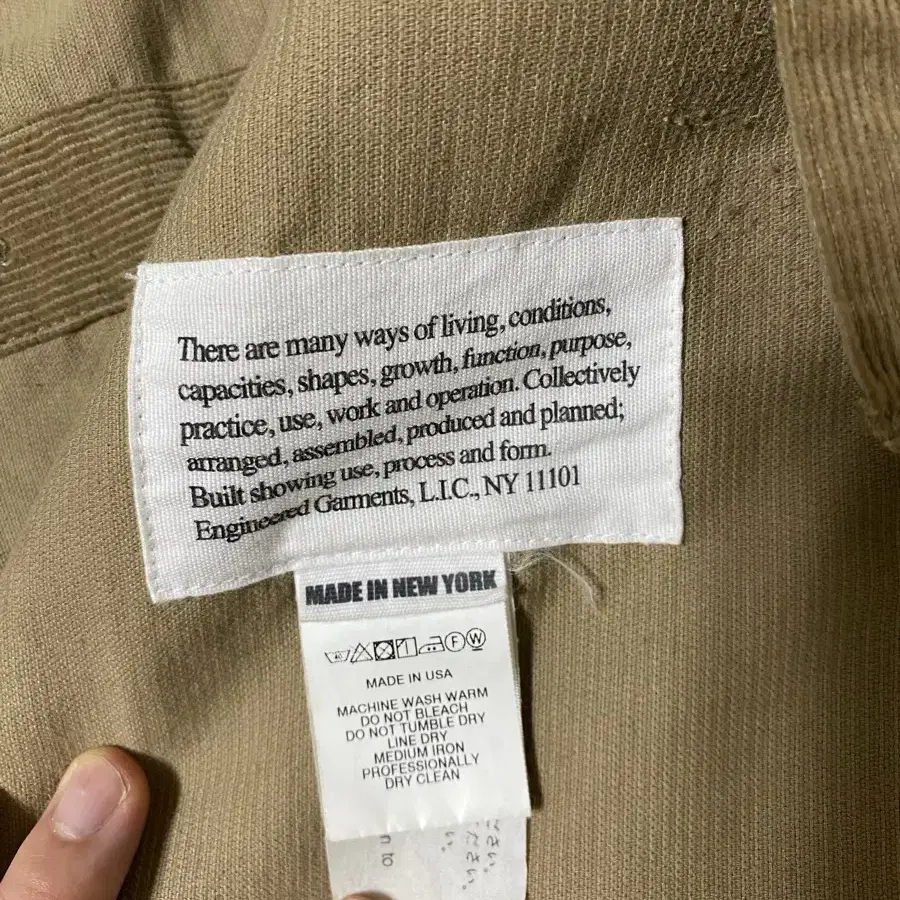 There are many ways of living, conditions,
capacities, shapes, growth, function, purpose,
practice, use, work and operation. Collectively
arranged, assembled, produced and planned;
Built showing use, process and form.
Engineered Garments, L.I.C., NY 11101
MADE IN NEW YORK
MADE IN USA
MACHINE WASH WARM
DO NOT BLEACH
DO NOT TUMBLE DRY
LINE DRY
MEDIUM IRON
PROFESSIONALLY
DRY CLEAN